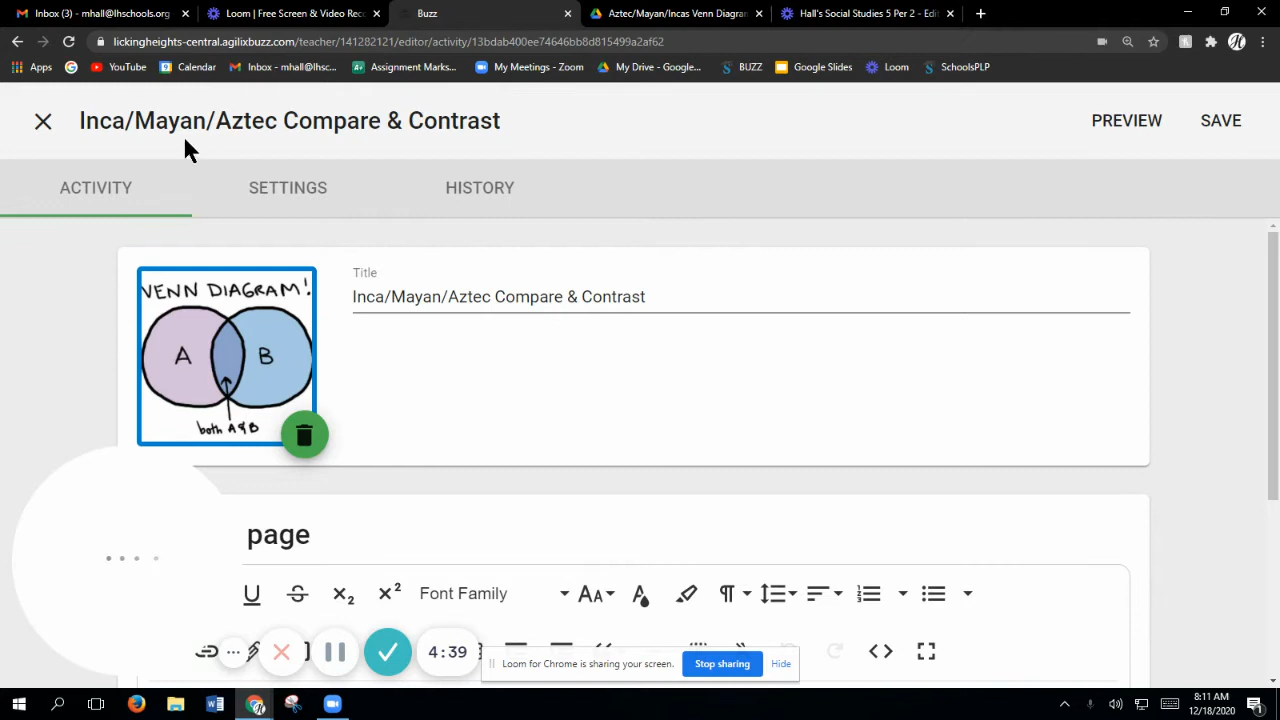 Inbox (3) - mhall@lhschools.org
Loom | Free Screen & Video Rec
Buzz
Aztec/Mayan/Incas Venn Diagram
Hall's Social Studies 5 Per 2 - Edit
lickingheights-central.agilixbuzz.com/teacher/141282121/editor/activity/13bdab400ee74646bb8d815499a2af62
Apps
YouTube
Calendar
Inbox - mhall@lhsc...
Assignment Marks...
My Meetings - Zoom
My Drive - Google...
BUZZ
Google Slides
Loom
SchoolsPLP
Inca/Mayan/Aztec Compare & Contrast
PREVIEW
SAVE
ACTIVITY
SETTINGS
HISTORY
VENN DIAGRAM!
A
B
both A & B
Title
Inca/Mayan/Aztec Compare & Contrast
page
Font Family
4:39
Loom for Chrome is sharing your screen.
Stop sharing
Hide
8:11 AM
12/18/2020